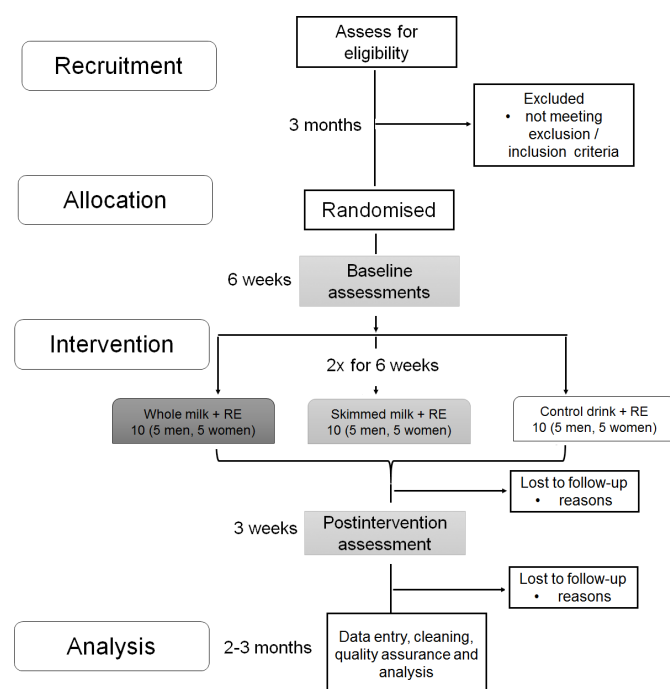 Assess for
eligibility
Recruitment
3 months
Excluded
• not meeting
exclusion /
inclusion criteria
Allocation
Randomised
6 weeks
Baseline
assessments
Intervention
2x for 6 weeks
Whole milk + RE
10 (5 men, 5 women)
Skimmed milk + RE
10 (5 men, 5 women)
Control drink + RE
10 (5 men, 5 women)
Lost to follow-up
• reasons
3 weeks
Postintervention
assessment
Lost to follow-up
• reasons
Analysis
2-3 months
Data entry, cleaning,
quality assurance and
analysis